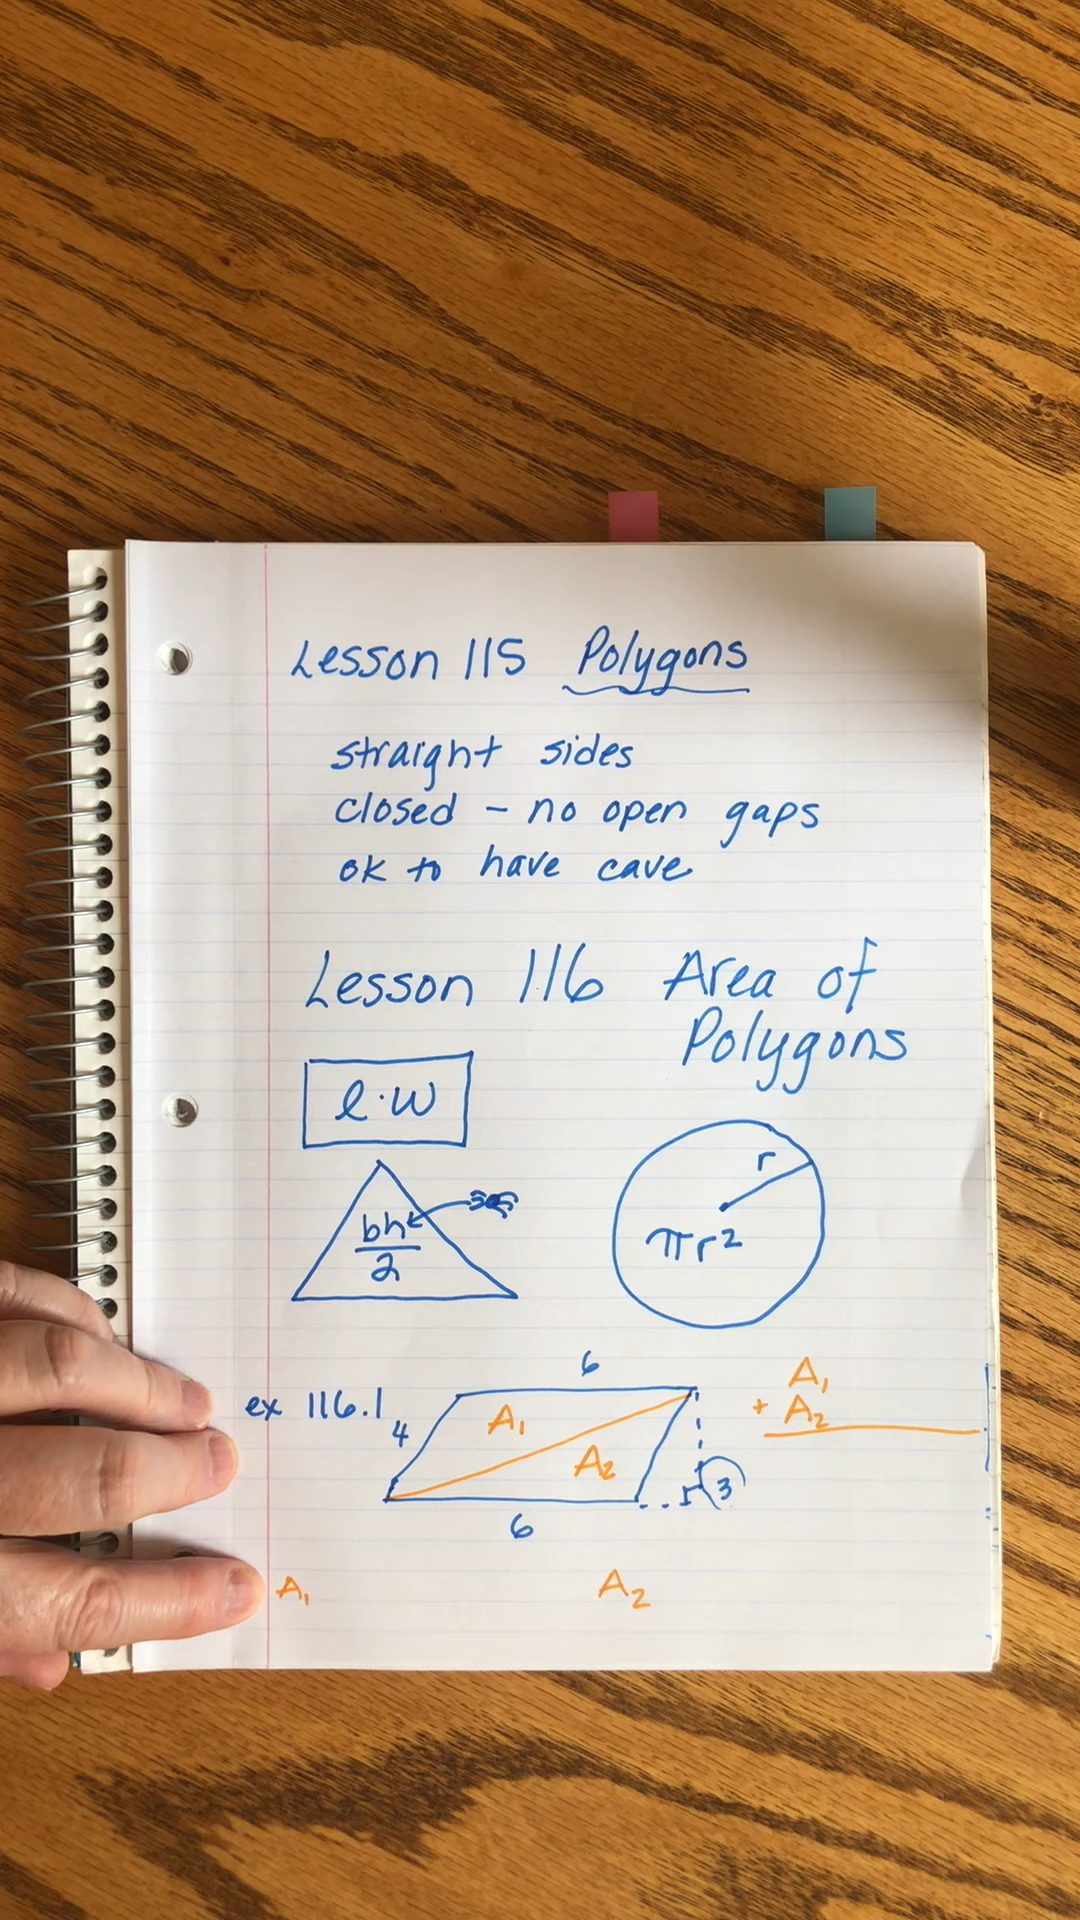 Lesson 115 Polygons
straight sides
closed - no open gaps
ok to have cave
Lesson 116 Area of
Polygons
l·w
r
bh
2
πr²
6
ex 116.1
4
A₁
A₂
3
6
A₁
+ A₂
A₁
A₂